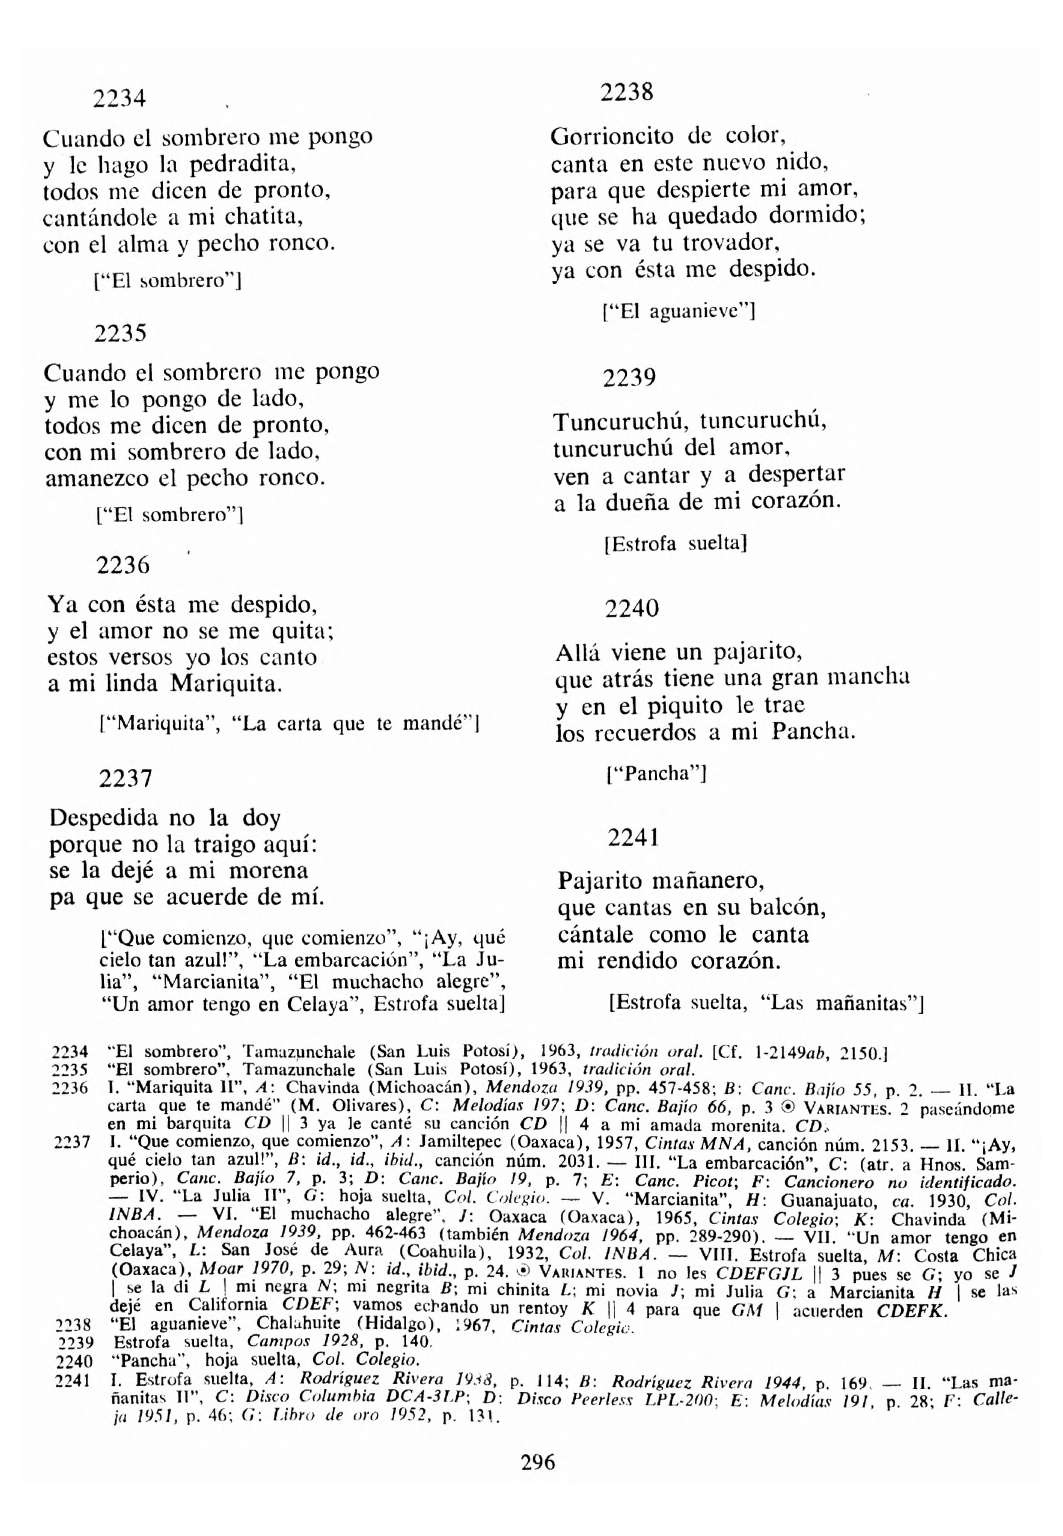 2234
Cuando el sombrero me pongo
y le hago la pedradita,
todos me dicen de pronto,
cantándole a mi chatita,
con el alma y pecho ronco.
[“El sombrero”]
2235
Cuando el sombrero me pongo
y me lo pongo de lado,
todos me dicen de pronto,
con mi sombrero de lado,
amanezco el pecho ronco.
[“El sombrero”]
2236
Ya con ésta me despido,
y el amor no se me quita;
estos versos yo los canto
a mi linda Mariquita.
[“Mariquita”, “La carta que te mandé”]
2237
Despedida no la doy
porque no la traigo aquí:
se la dejé a mi morena
pa que se acuerde de mí.
[“Que comienzo, que comienzo”, “¡Ay, qué
cielo tan azul!”, “La embarcación”, “La Ju-
lia”, “Marcianita”, “El muchacho alegre”,
“Un amor tengo en Celaya”, Estrofa suelta]
2238
Gorrioncito de color,
canta en este nuevo nido,
para que despierte mi amor,
que se ha quedado dormido;
ya se va tu trovador,
ya con ésta me despido.
[“El aguanieve”]
2239
Tuncuruchú, tuncuruchú,
tuncuruchú del amor,
ven a cantar y a despertar
a la dueña de mi corazón.
[Estrofa suelta]
2240
Allá viene un pajarito,
que atrás tiene una gran mancha
y en el piquito le trae
los recuerdos a mi Pancha.
[“Pancha”]
2241
Pajarito mañanero,
que cantas en su balcón,
cántale como le canta
mi rendido corazón.
[Estrofa suelta, “Las mañanitas”]
2234 “El sombrero”, Tamazunchale (San Luis Potosí), 1963, tradición oral. [Cf. 1-2149ab, 2150.]
2235 “El sombrero”, Tamazunchale (San Luis Potosí), 1963, tradición oral.
2236 I. “Mariquita II”, A: Chavinda (Michoacán), Mendoza 1939, pp. 457-458; B: Canc. Bajío 55, p. 2. — II. “La
carta que te mandé” (M. Olivares), C: Melodías 197; D: Canc. Bajío 66, p. 3 ⊙ VARIANTES. 2 paseándome
en mi barquita CD || 3 ya le canté su canción CD || 4 a mi amada morenita. CD.
2237 I. “Que comienzo, que comienzo”, A: Jamiltepec (Oaxaca), 1957, Cintas MNA, canción núm. 2153. — II. “¡Ay,
qué cielo tan azul!”, B: id., id., ibid., canción núm. 2031. — III. “La embarcación”, C: (atr. a Hnos. Sam-
perio), Canc. Bajío 7, p. 3; D: Canc. Bajío 19, p. 7; E: Canc. Picot; F: Cancionero no identificado.
— IV. “La Julia II”, G: hoja suelta, Col. Colegio. — V. “Marcianita”, H: Guanajuato, ca. 1930, Col.
INBA. — VI. “El muchacho alegre”, J: Oaxaca (Oaxaca), 1965, Cintas Colegio; K: Chavinda (Mi-
choacán), Mendoza 1939, pp. 462-463 (también Mendoza 1964, pp. 289-290). — VII. “Un amor tengo en
Celaya”, L: San José de Aura (Coahuila), 1932, Col. INBA. — VIII. Estrofa suelta, M: Costa Chica
(Oaxaca), Moar 1970, p. 29; N: id., ibid., p. 24. ⊙ VARIANTES. 1 no les CDEFGJL || 3 pues se G; yo se J
| se la di L | mi negra N; mi negrita B; mi chinita L; mi novia J; mi Julia G; a Marcianita H | se las
dejé en California CDEF; vamos echando un rentoy K || 4 para que GM | acuerden CDEFK.
2238 “El aguanieve”, Chalahuite (Hidalgo), 1967, Cintas Colegio.
2239 Estrofa suelta, Campos 1928, p. 140.
2240 “Pancha”, hoja suelta, Col. Colegio.
2241 I. Estrofa suelta, A: Rodríguez Rivera 1938, p. 114; B: Rodríguez Rivera 1944, p. 169. — II. “Las ma-
ñanitas II”, C: Disco Columbia DCA-3LP; D: Disco Peerless LPL-200; E: Melodías 191, p. 28; F: Calle-
ja 1951, p. 46; G: Libro de oro 1952, p. 131.
296